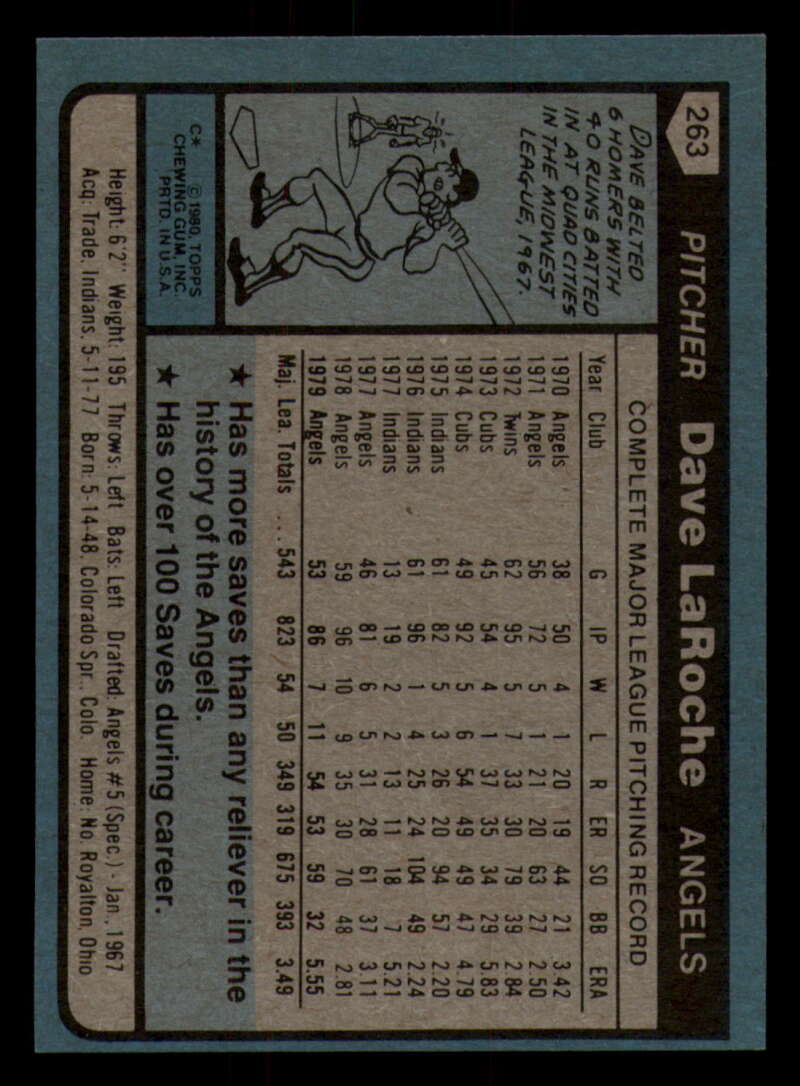 263
PITCHER Dave LaRoche ANGELS
DAVE BELTED
6 HOMERS WITH
40 RUNS BATTED
IN AT QUAD CITIES
IN THE MIDWEST
LEAGUE, 1967.
C* © 1980, TOPPS
CHEWING GUM, INC.
PRTD. IN U.S.A.
COMPLETE MAJOR LEAGUE PITCHING RECORD
Year Club G IP W L R ER SO BB ERA
1970 Angels 38 50 4 1 20 19 44 21 3.42
1971 Angels 56 72 5 1 21 20 63 27 2.50
1972 Twins 62 95 5 7 33 30 79 39 2.84
1973 Cubs 45 54 4 1 37 35 34 29 5.83
1974 Cubs 49 92 5 6 54 49 49 47 4.79
1975 Indians 61 82 5 3 26 20 94 57 2.20
1976 Indians 61 96 1 4 25 24 104 49 2.24
1977 Indians 13 19 2 2 13 11 18 7 5.21
1977 Angels 46 81 6 5 31 28 61 37 3.11
1978 Angels 59 96 10 9 35 30 70 48 2.81
1979 Angels 53 86 7 11 54 53 59 32 5.55
Maj. Lea. Totals ... 543 823 54 50 349 319 675 393 3.49
★ Has more saves than any reliever in the
history of the Angels.
★ Has over 100 Saves during career.
Height: 6'2" Weight: 195 Throws: Left Bats: Left Drafted: Angels #5 (Spec.) - Jan., 1967
Acq: Trade, Indians, 5-11-77 Born: 5-14-48, Colorado Spr., Colo. Home: No. Royalton, Ohio